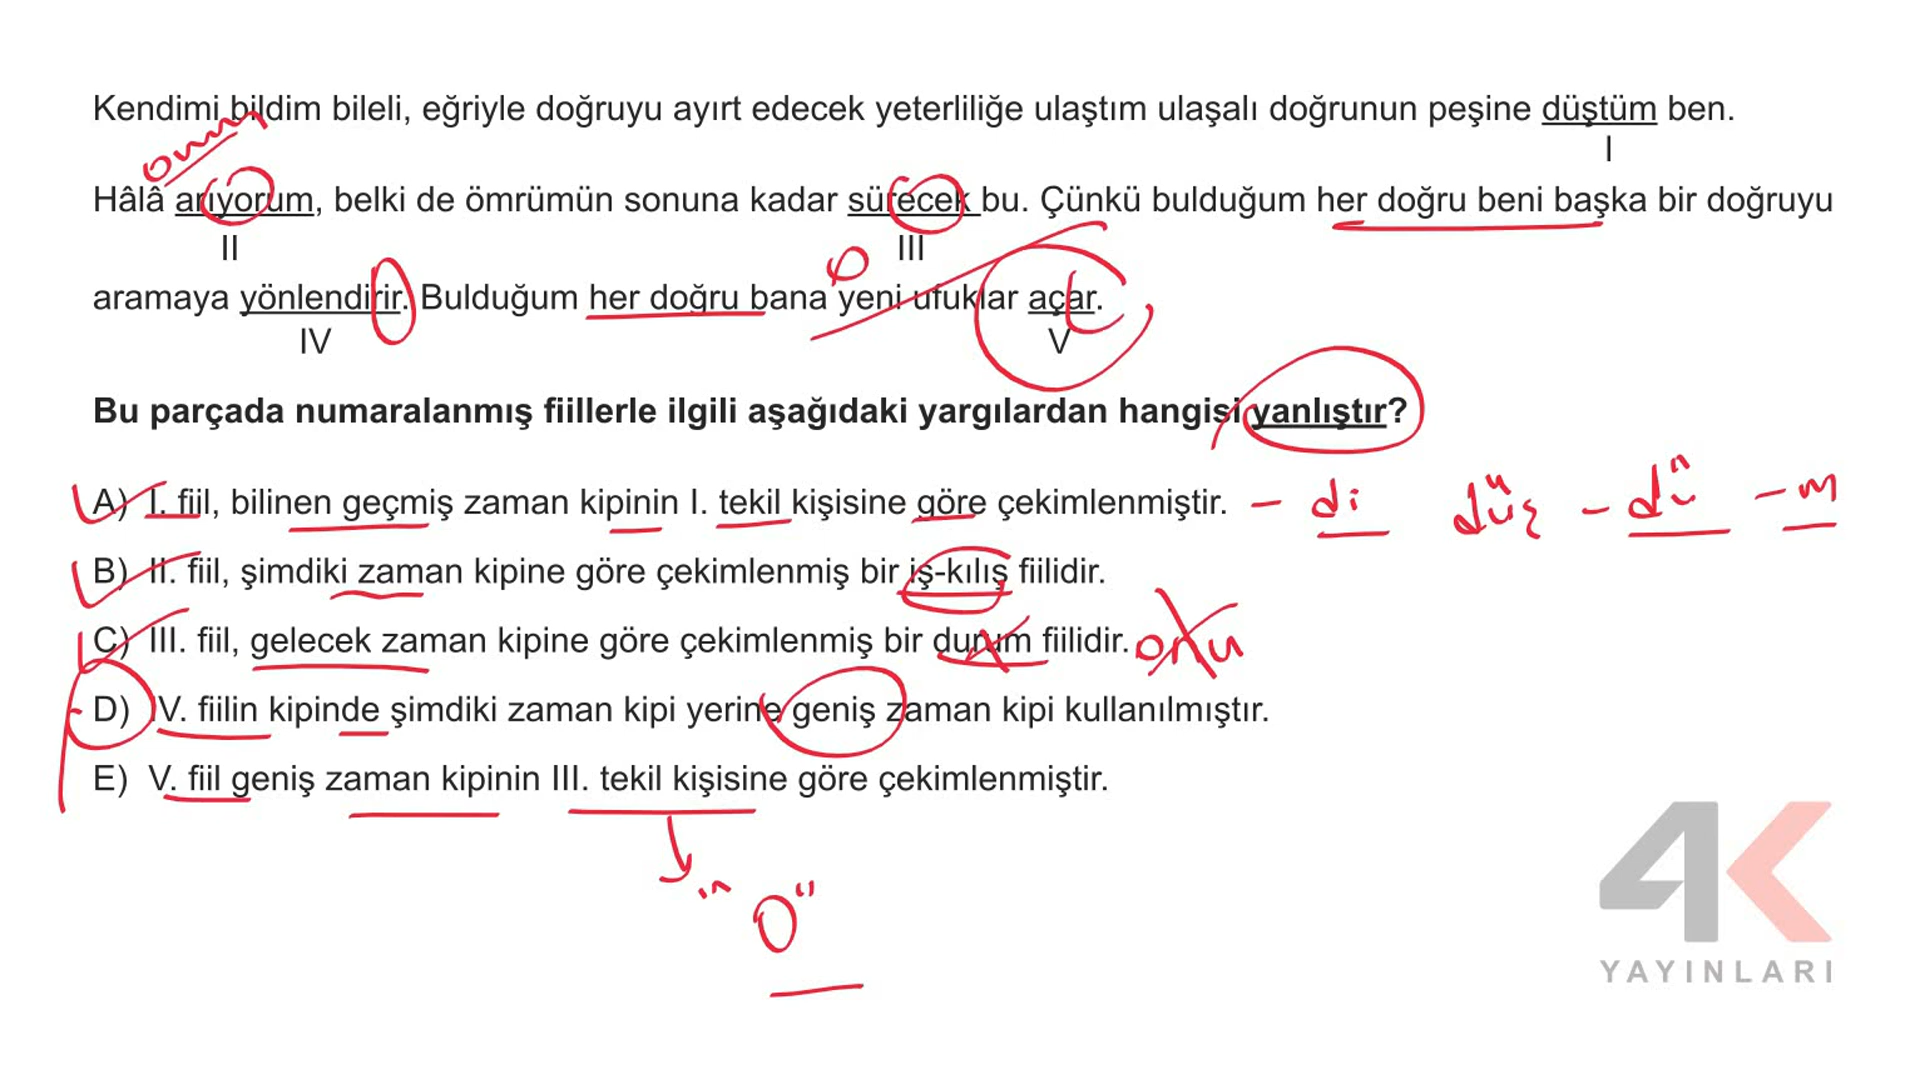 Kendimi bildim bileli, eğriyle doğruyu ayırt edecek yeterliliğe ulaştım ulaşalı doğrunun peşine düştüm ben.
I
onu
Hâlâ arıyorum, belki de ömrümün sonuna kadar sürecek bu. Çünkü bulduğum her doğru beni başka bir doğruyu
II III
O
aramaya yönlendirir. Bulduğum her doğru bana yeni ufuklar açar.
IV V
Bu parçada numaralanmış fiillerle ilgili aşağıdaki yargılardan hangisi yanlıştır?
A) I. fiil, bilinen geçmiş zaman kipinin I. tekil kişisine göre çekimlenmiştir. - di düş - dü - m
B) II. fiil, şimdiki zaman kipine göre çekimlenmiş bir iş-kılış fiilidir.
C) III. fiil, gelecek zaman kipine göre çekimlenmiş bir durum fiilidir. onu
D) IV. fiilin kipinde şimdiki zaman kipi yerine geniş zaman kipi kullanılmıştır.
E) V. fiil geniş zaman kipinin III. tekil kişisine göre çekimlenmiştir.
"O"
4K
YAYINLARI